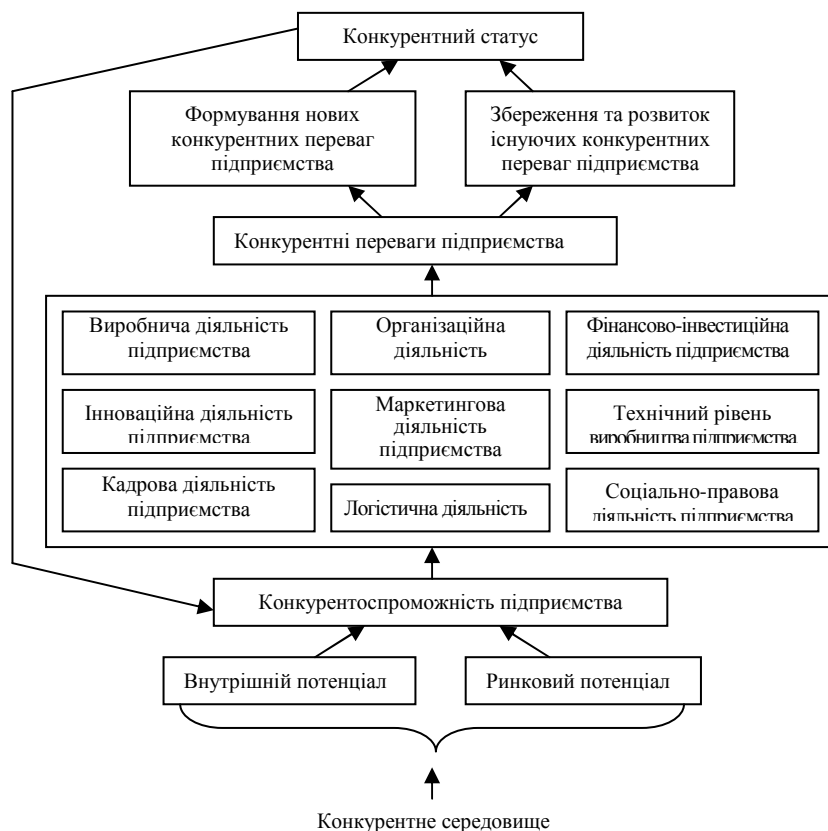 Конкурентний статус
Формування нових
конкурентних переваг
підприємства
Збереження та розвиток
існуючих конкурентних
переваг підприємства
Конкурентні переваги підприємства
Виробнича діяльність
підприємства
Організаційна
діяльність
Фінансово-інвестиційна
діяльність підприємства
Інноваційна діяльність
підприємства
Маркетингова
діяльність
підприємства
Технічний рівень
виробництва підприємства
Кадрова діяльність
підприємства
Логістична діяльність
Соціально-правова
діяльність підприємства
Конкурентоспроможність підприємства
Внутрішній потенціал
Ринковий потенціал
Конкурентне середовище